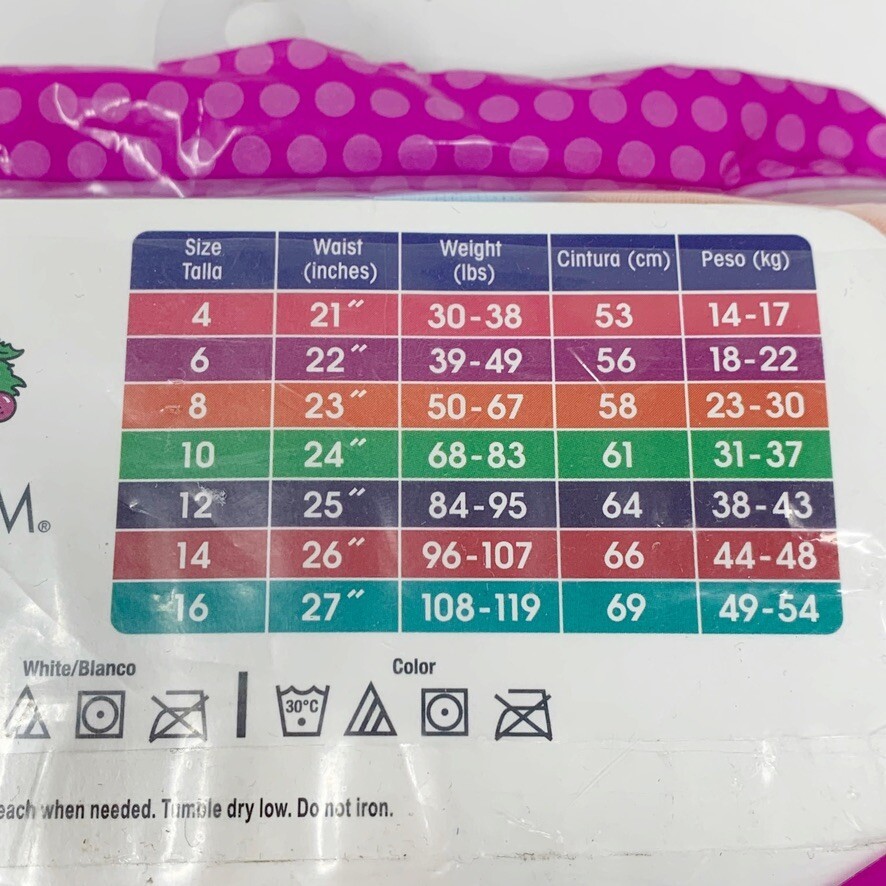 Size Talla | Waist (inches) | Weight (lbs) | Cintura (cm) | Peso (kg)
4 | 21″ | 30-38 | 53 | 14-17
6 | 22″ | 39-49 | 56 | 18-22
8 | 23″ | 50-67 | 58 | 23-30
10 | 24″ | 68-83 | 61 | 31-37
12 | 25″ | 84-95 | 64 | 38-43
14 | 26″ | 96-107 | 66 | 44-48
16 | 27″ | 108-119 | 69 | 49-54
M®
White/Blanco | Color
30°C
when needed. Tumble dry low. Do not iron.